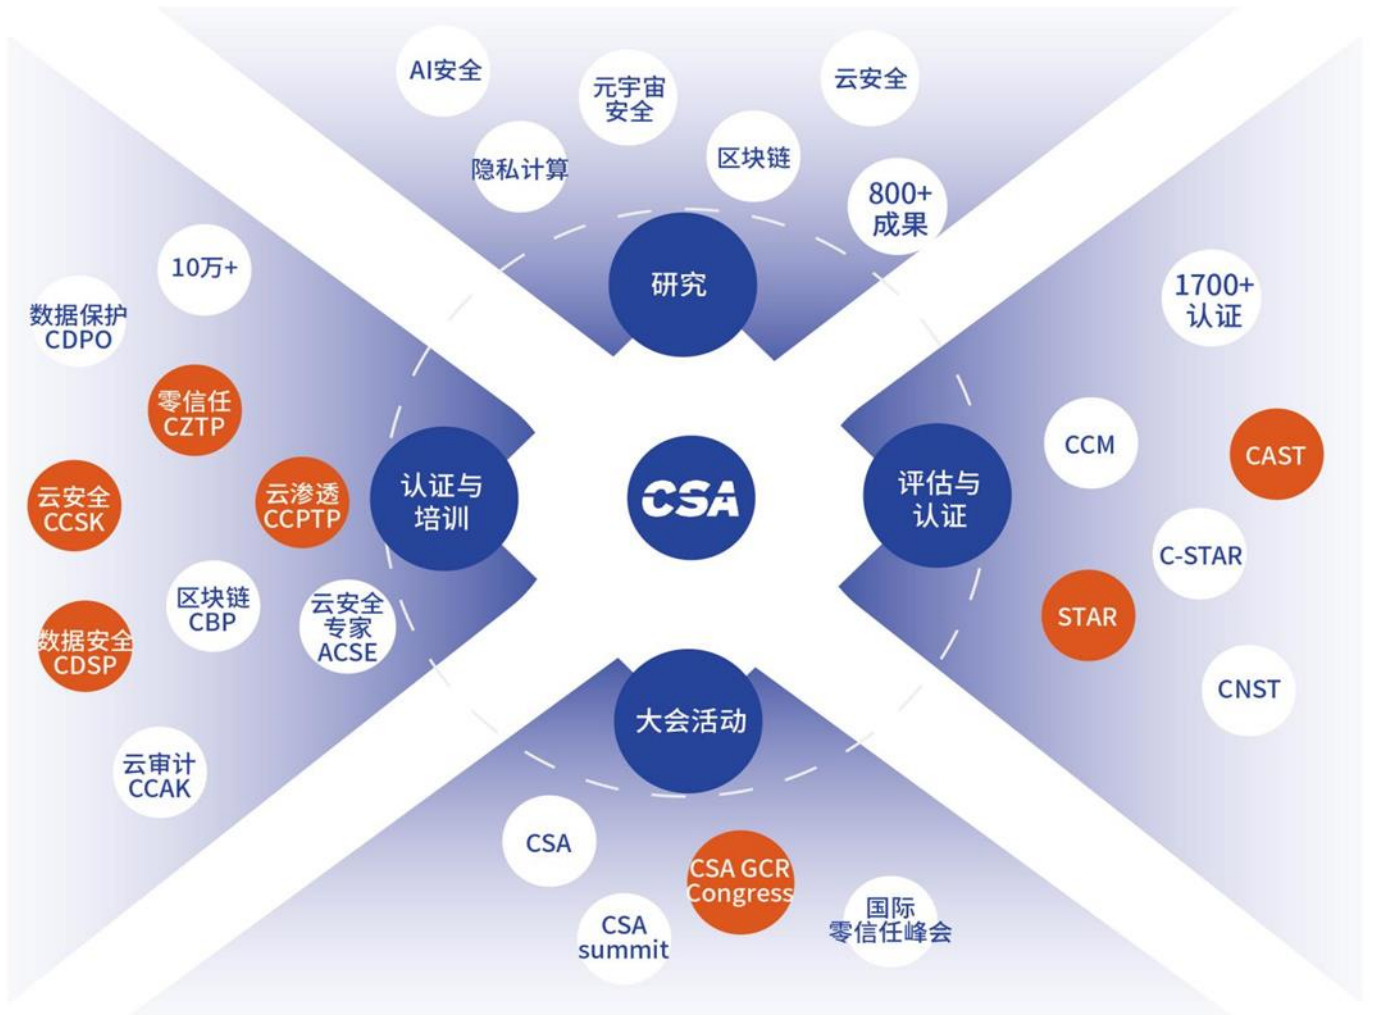 AI安全
元宇宙
安全
云安全
隐私计算
区块链
800+
成果
研究
10万+
数据保护
CDPO
零信任
CZTP
云安全
CCSK
云渗透
CCPTP
认证与
培训
区块链
CBP
云安全
专家
ACSE
数据安全
CDSP
云审计
CCAK
CSA
评估与
认证
1700+
认证
CCM
CAST
C-STAR
STAR
CNST
大会活动
CSA
CSA GCR
Congress
CSA
summit
国际
零信任峰会